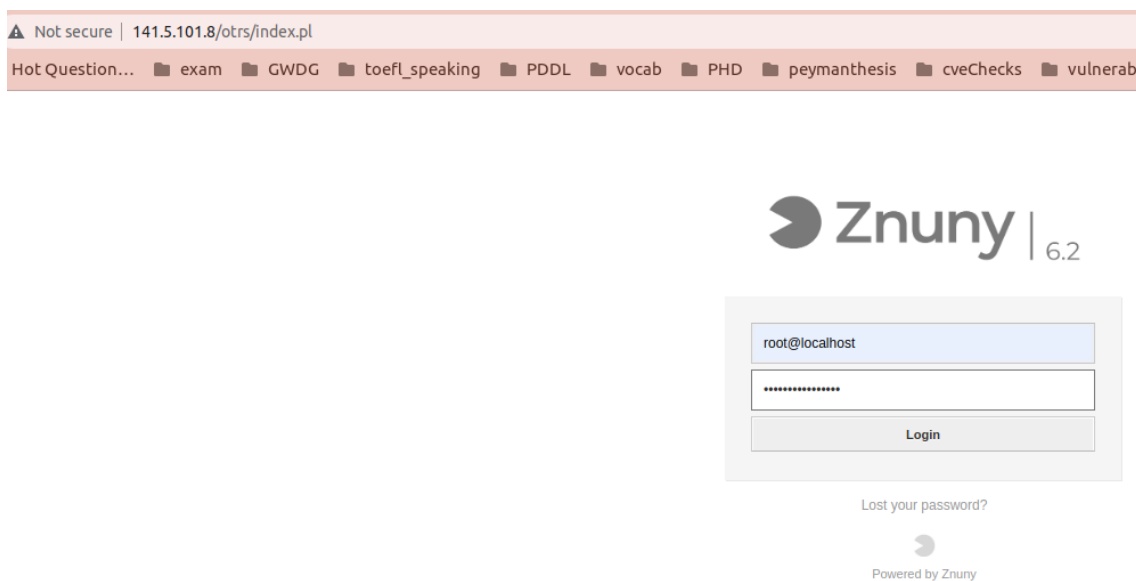 Not secure | 141.5.101.8/otrs/index.pl
Hot Question... exam GWDG toefl_speaking PDDL vocab PHD peymanthesis cveChecks vulnerab
Znuny | 6.2
root@localhost
••••••••••••••••
Login
Lost your password?
Powered by Znuny